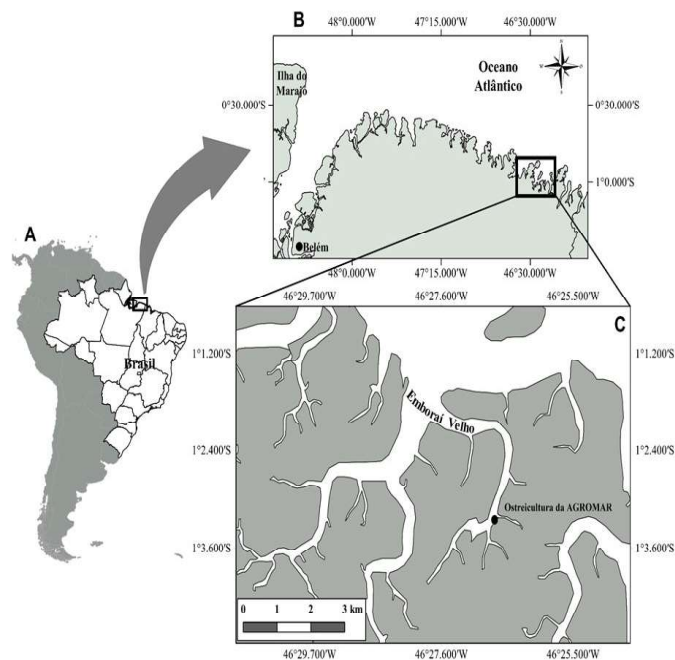 B
48°0.000'W 47°15.000'W 46°30.000'W
Ilha do
Marajó
Oceano
Atlântico
N
W E
S
0°30.000'S 0°30.000'S
1°0.000'S
Belém
48°0.000'W 47°15.000'W 46°30.000'W
A
Brasil
46°29.700'W 46°27.600'W 46°25.500'W
C
1°1.200'S 1°1.200'S
Emboraí Velho
1°2.400'S 1°2.400'S
Ostreicultura da AGROMAR
1°3.600'S 1°3.600'S
0 1 2 3 km
46°29.700'W 46°27.600'W 46°25.500'W